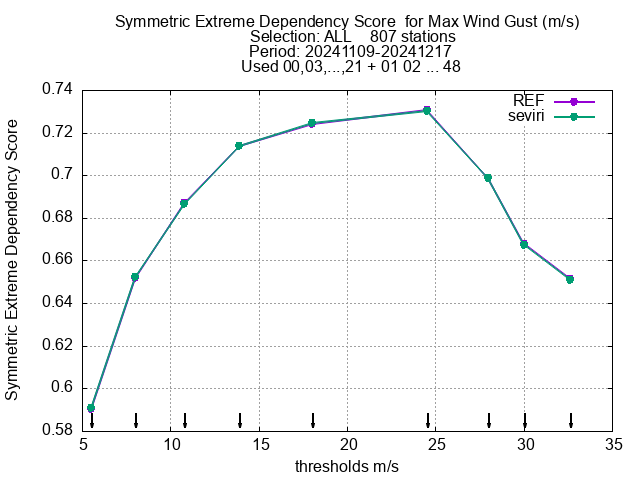 Symmetric Extreme Dependency Score  for Max Wind Gust (m/s)
Selection: ALL    807 stations
Period: 20241109-20241217
Used 00,03,...,21 + 01 02 ... 48
REF
seviri
Symmetric Extreme Dependency Score
0.74
0.72
0.7
0.68
0.66
0.64
0.62
0.6
0.58
5 10 15 20 25 30 35
thresholds m/s